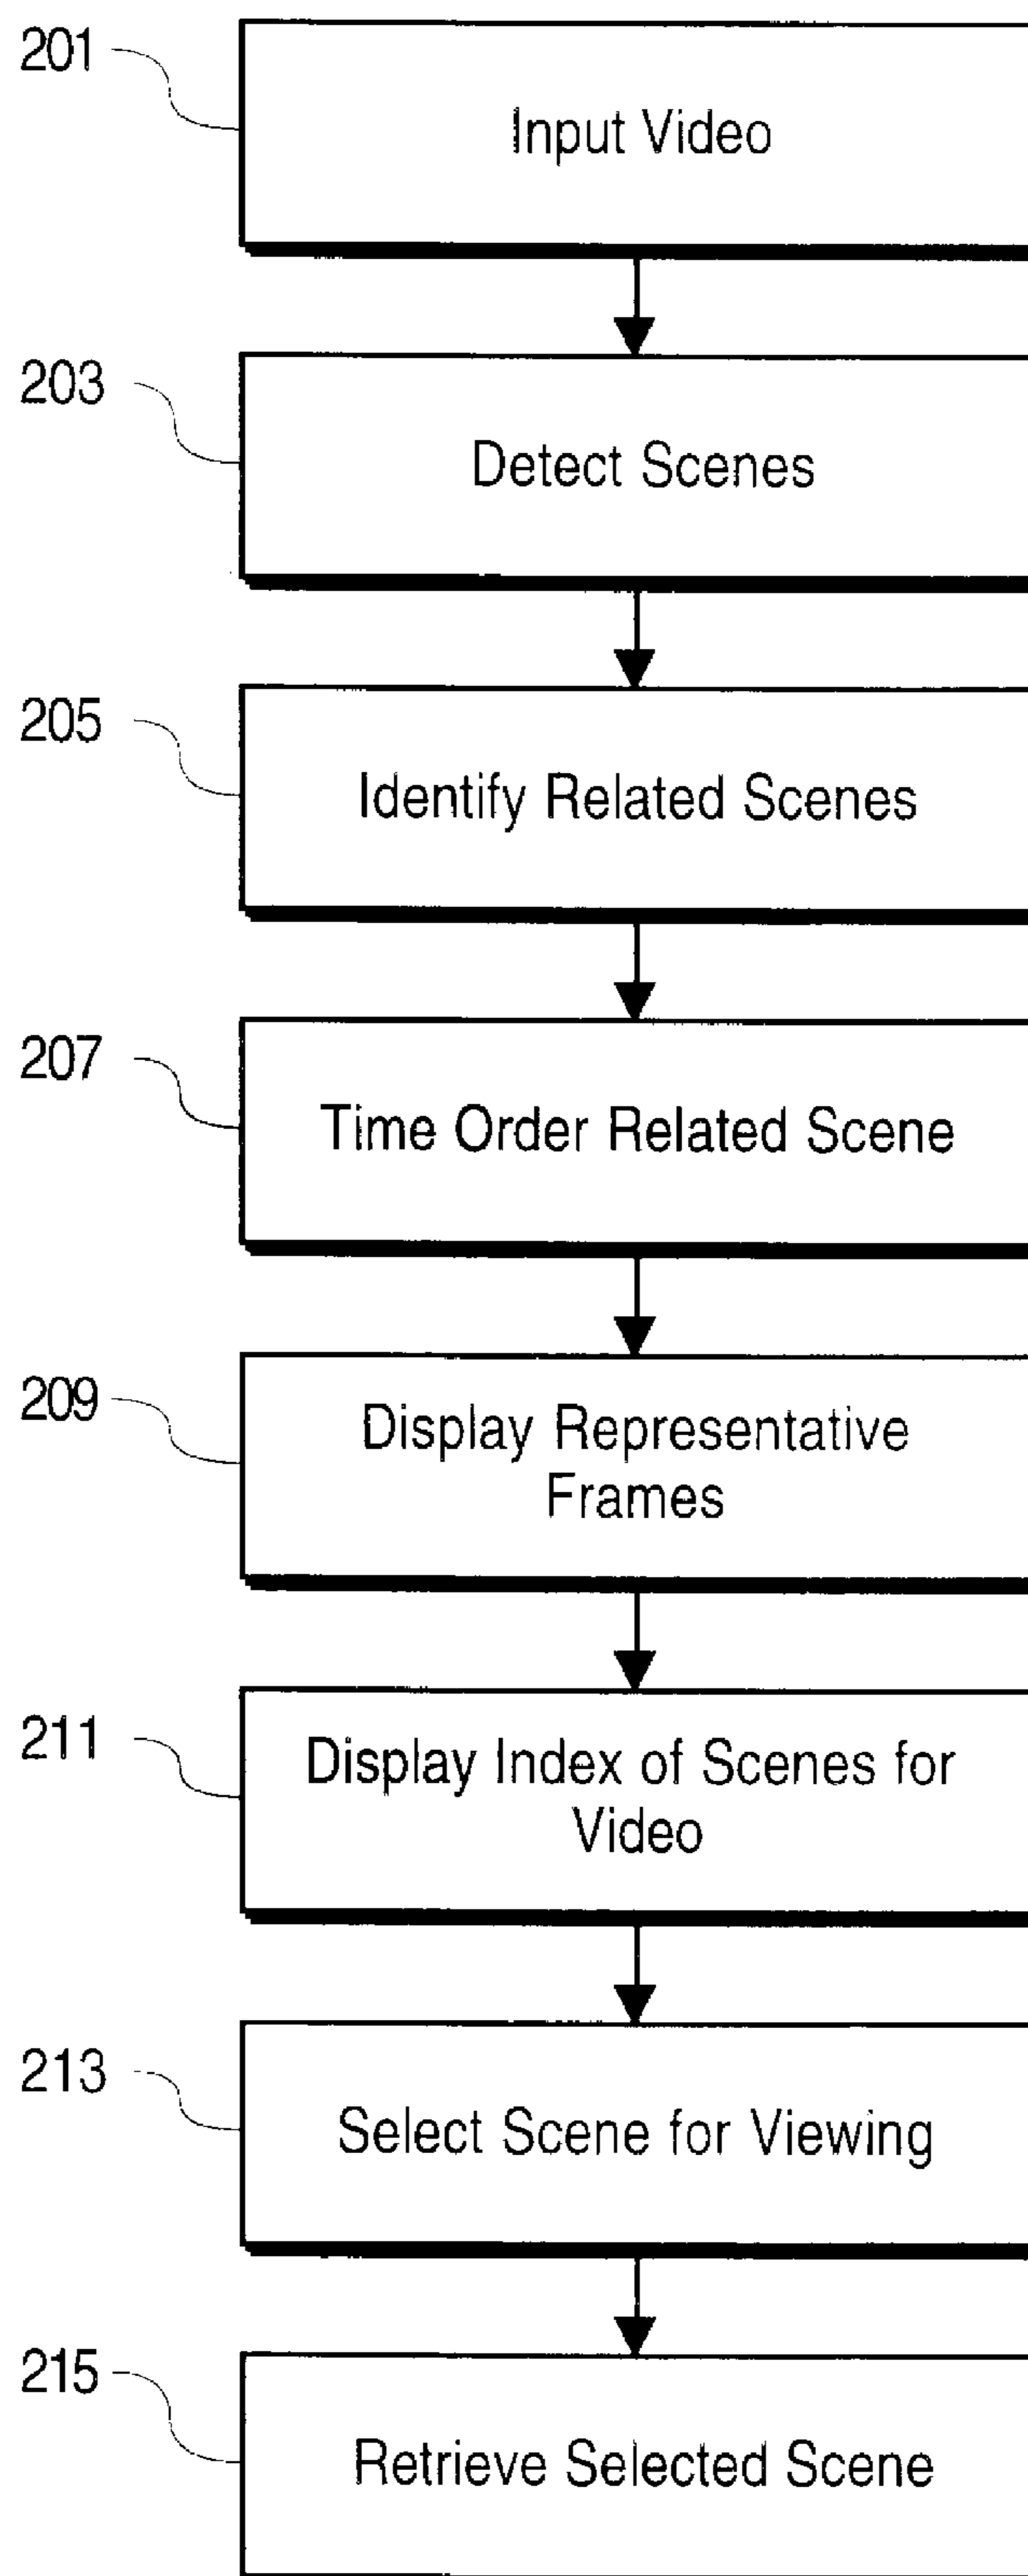 201
Input Video
203
Detect Scenes
205
Identify Related Scenes
207
Time Order Related Scene
209
Display Representative
Frames
211
Display Index of Scenes for
Video
213
Select Scene for Viewing
215
Retrieve Selected Scene